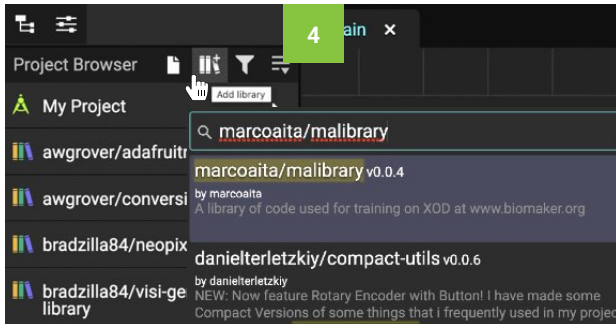 4
ain ×
Project Browser
Add library
My Project
marcoaita/malibrary
awgrover/adafruitr
marcoaita/malibrary v0.0.4
by marcoaita
A library of code used for training on XOD at www.biomaker.org
awgrover/conversi
bradzilla84/neopix
danielterletzkiy/compact-utils v0.0.6
by danielterletzkiy
bradzilla84/visi-ge
library
NEW: Now feature Rotary Encoder with Button! I have made some
Compact Versions of some things that i frequently used in my projec